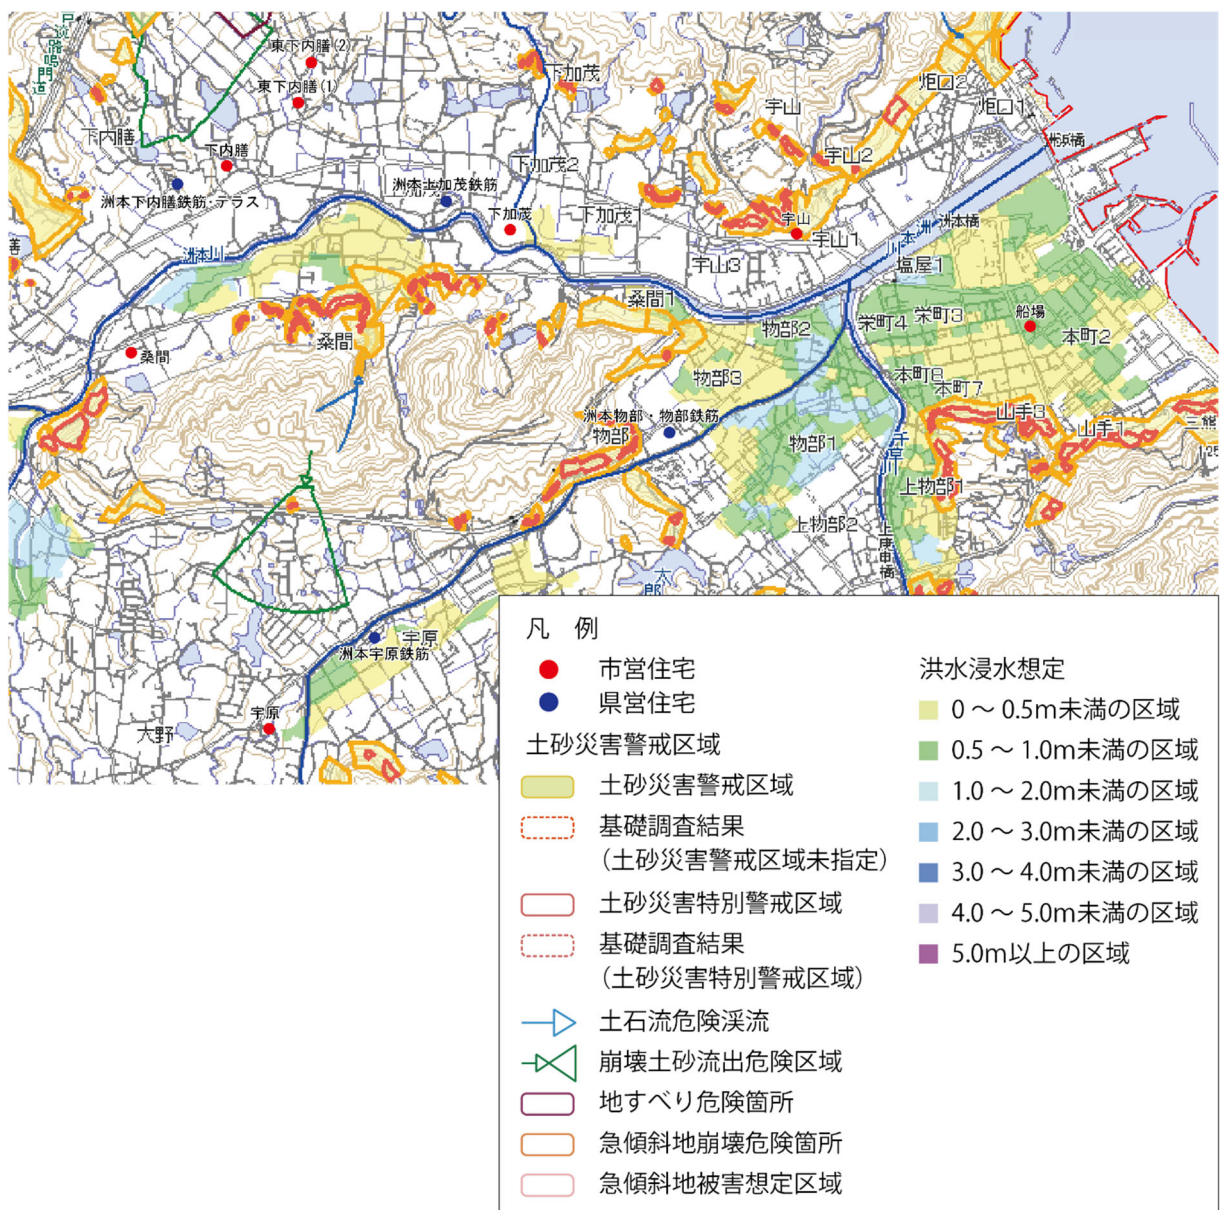 東下内膳(2)
東下内膳(1)
下内膳
下内膳
洲本下内膳鉄筋・テラス
下加茂
下加茂2
洲本上加茂鉄筋
下加茂
下加茂1
宇山
宇山2
宇山
宇山1
宇山3
炬口2
炬口1
洲浜橋
洲本橋
洲本川
洲本川
塩屋1
桑間
桑間
桑間1
物部2
栄町4
栄町3
船場
本町2
物部3
本町8
本町7
洲本物部・物部鉄筋
物部
物部1
山手3
山手1
三熊
千草川
上物部1
上物部2
上庚申橋
宇原
洲本宇原鉄筋
宇原
大野
凡 例
市営住宅
県営住宅
土砂災害警戒区域
土砂災害警戒区域
基礎調査結果
(土砂災害警戒区域未指定)
土砂災害特別警戒区域
基礎調査結果
(土砂災害特別警戒区域)
土石流危険渓流
崩壊土砂流出危険区域
地すべり危険箇所
急傾斜地崩壊危険箇所
急傾斜地被害想定区域
洪水浸水想定
0 ~ 0.5m未満の区域
0.5 ~ 1.0m未満の区域
1.0 ~ 2.0m未満の区域
2.0 ~ 3.0m未満の区域
3.0 ~ 4.0m未満の区域
4.0 ~ 5.0m未満の区域
5.0m以上の区域